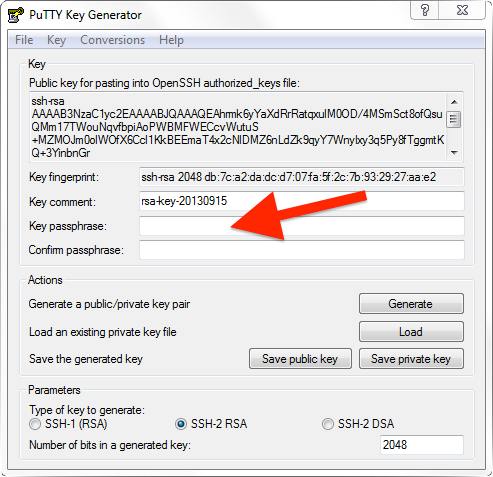 PuTTY Key Generator
File Key Conversions Help
Key
Public key for pasting into OpenSSH authorized_keys file:
ssh-rsa
AAAAB3NzaC1yc2EAAAABJQAAAQEAhmk6yYaXdRrRatqxulM0OD/4MSmSct8ofQsu
QMm17TWouNqvfbpiAoPWBMFWECcvWutuS
+MZMOJm0olWOfX6Ccl1KkBEEmaT4x2cNlDMZ6nLdZk9qyY7Wnylxy3q5Py8fTggmtK
Q+3YinbnGr
Key fingerprint: ssh-rsa 2048 db:7c:a2:da:dc:d7:07:fa:5f:2c:7b:93:29:27:aa:e2
Key comment: rsa-key-20130915
Key passphrase:
Confirm passphrase:
Actions
Generate a public/private key pair Generate
Load an existing private key file Load
Save the generated key Save public key Save private key
Parameters
Type of key to generate:
SSH-1 (RSA) SSH-2 RSA SSH-2 DSA
Number of bits in a generated key: 2048